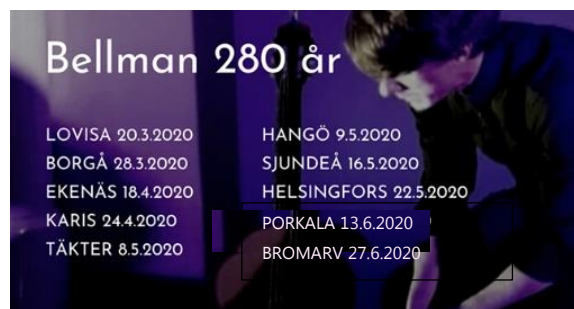 Bellman 280 år
LOVISA 20.3.2020
BORGÅ 28.3.2020
EKENÄS 18.4.2020
KARIS 24.4.2020
TÄKTER 8.5.2020
HANGÖ 9.5.2020
SJUNDEÅ 16.5.2020
HELSINGFORS 22.5.2020
PORKALA 13.6.2020
BROMARV 27.6.2020